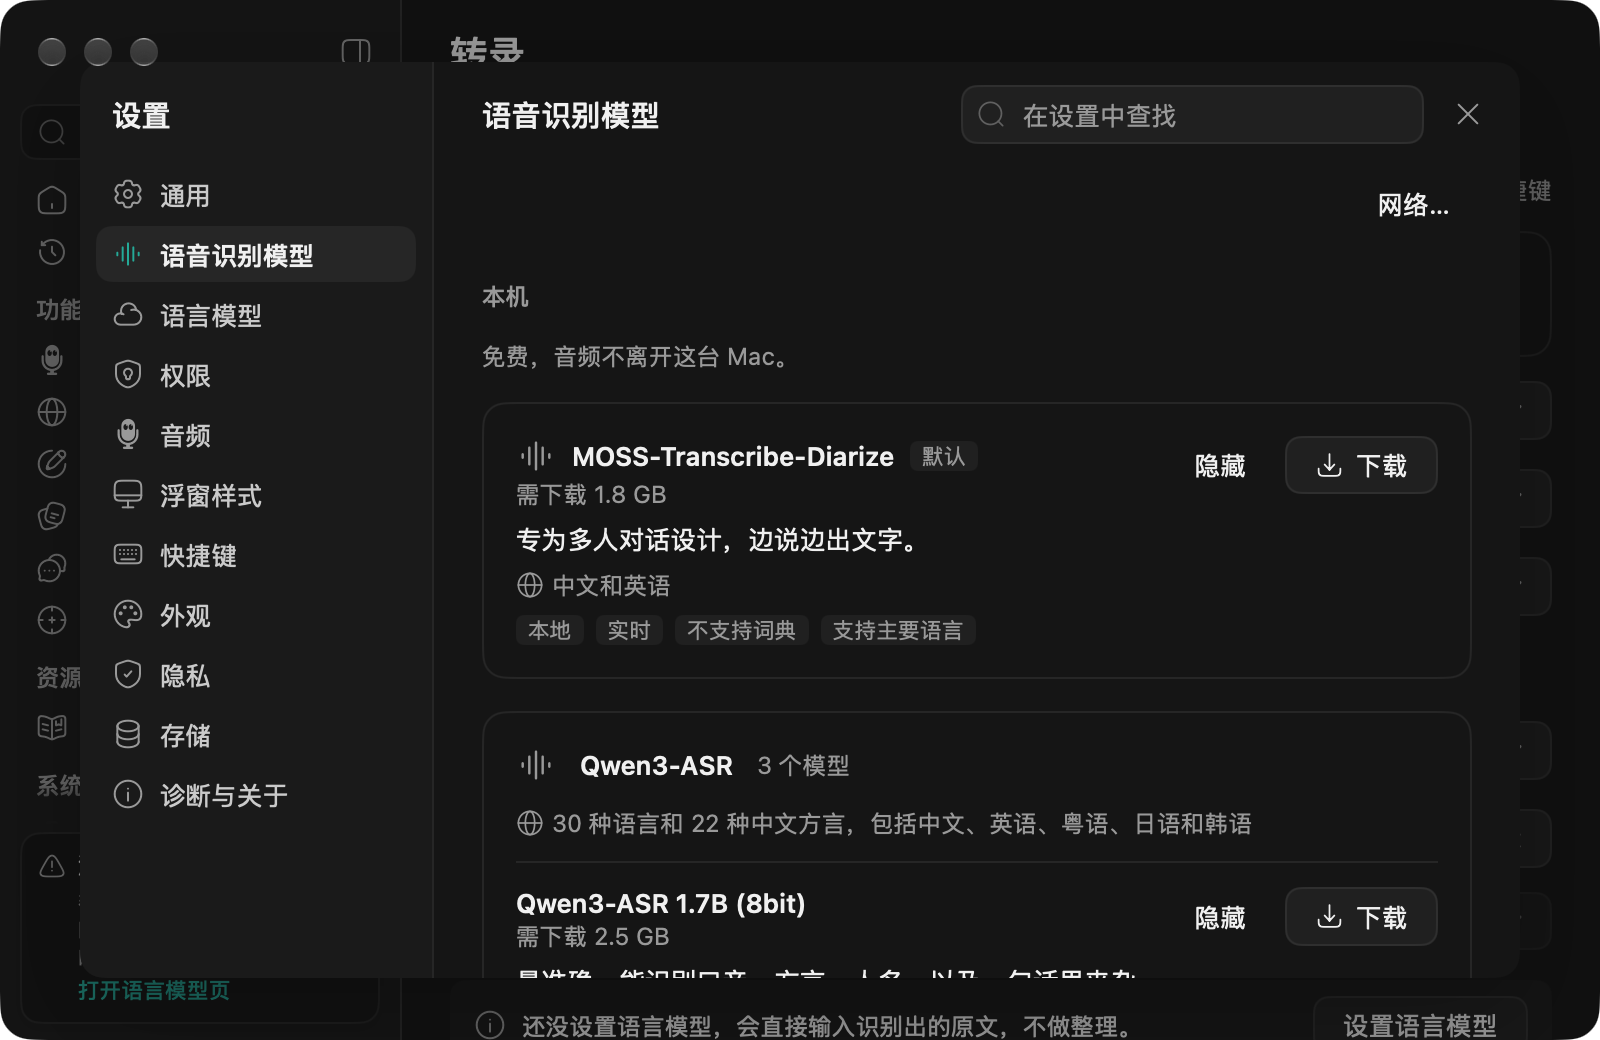 转录
设置
语音识别模型
在设置中查找
通用
语音识别模型
语言模型
权限
音频
浮窗样式
快捷键
外观
隐私
存储
诊断与关于
网络...
本机
免费，音频不离开这台 Mac。
MOSS-Transcribe-Diarize 默认
隐藏
下载
需下载 1.8 GB
专为多人对话设计，边说边出文字。
中文和英语
本地 实时 不支持词典 支持主要语言
Qwen3-ASR 3 个模型
30 种语言和 22 种中文方言，包括中文、英语、粤语、日语和韩语
Qwen3-ASR 1.7B (8bit)
隐藏
下载
需下载 2.5 GB
功能
资源
系统
打开语言模型页
键
还没设置语言模型，会直接输入识别出的原文，不做整理。
设置语言模型